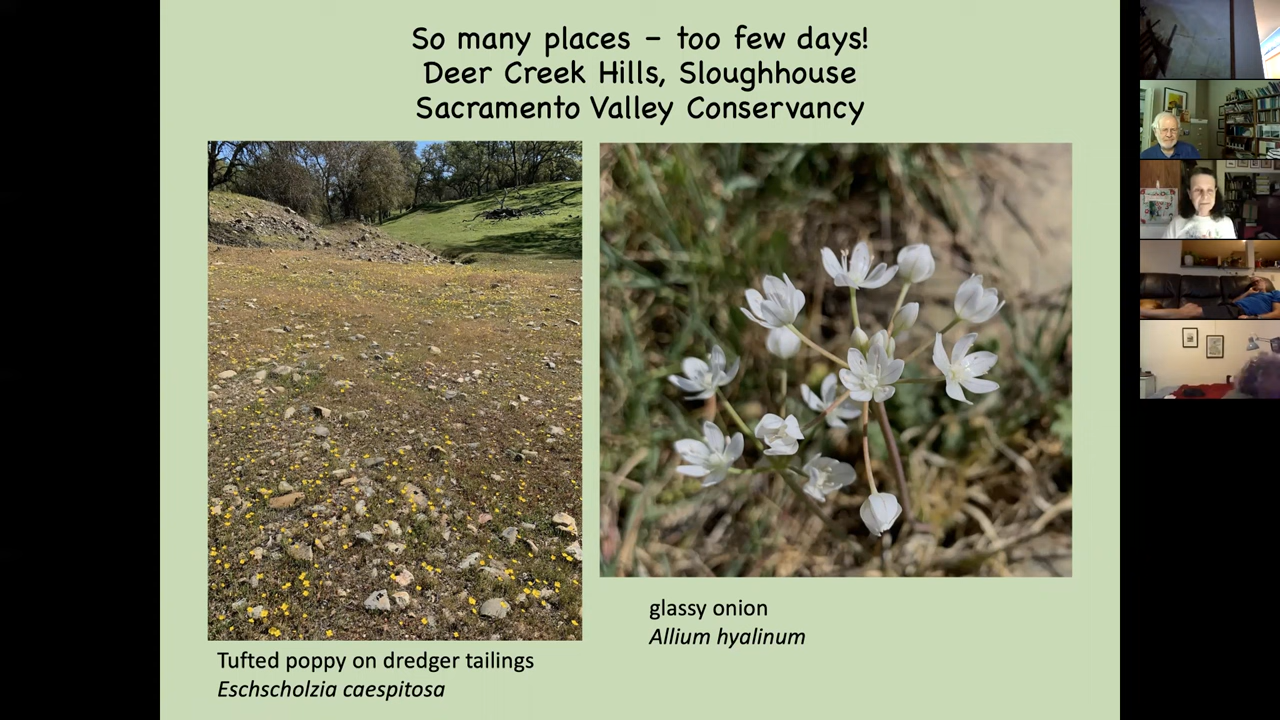 So many places – too few days!
Deer Creek Hills, Sloughhouse
Sacramento Valley Conservancy
glassy onion
Allium hyalinum
Tufted poppy on dredger tailings
Eschscholzia caespitosa